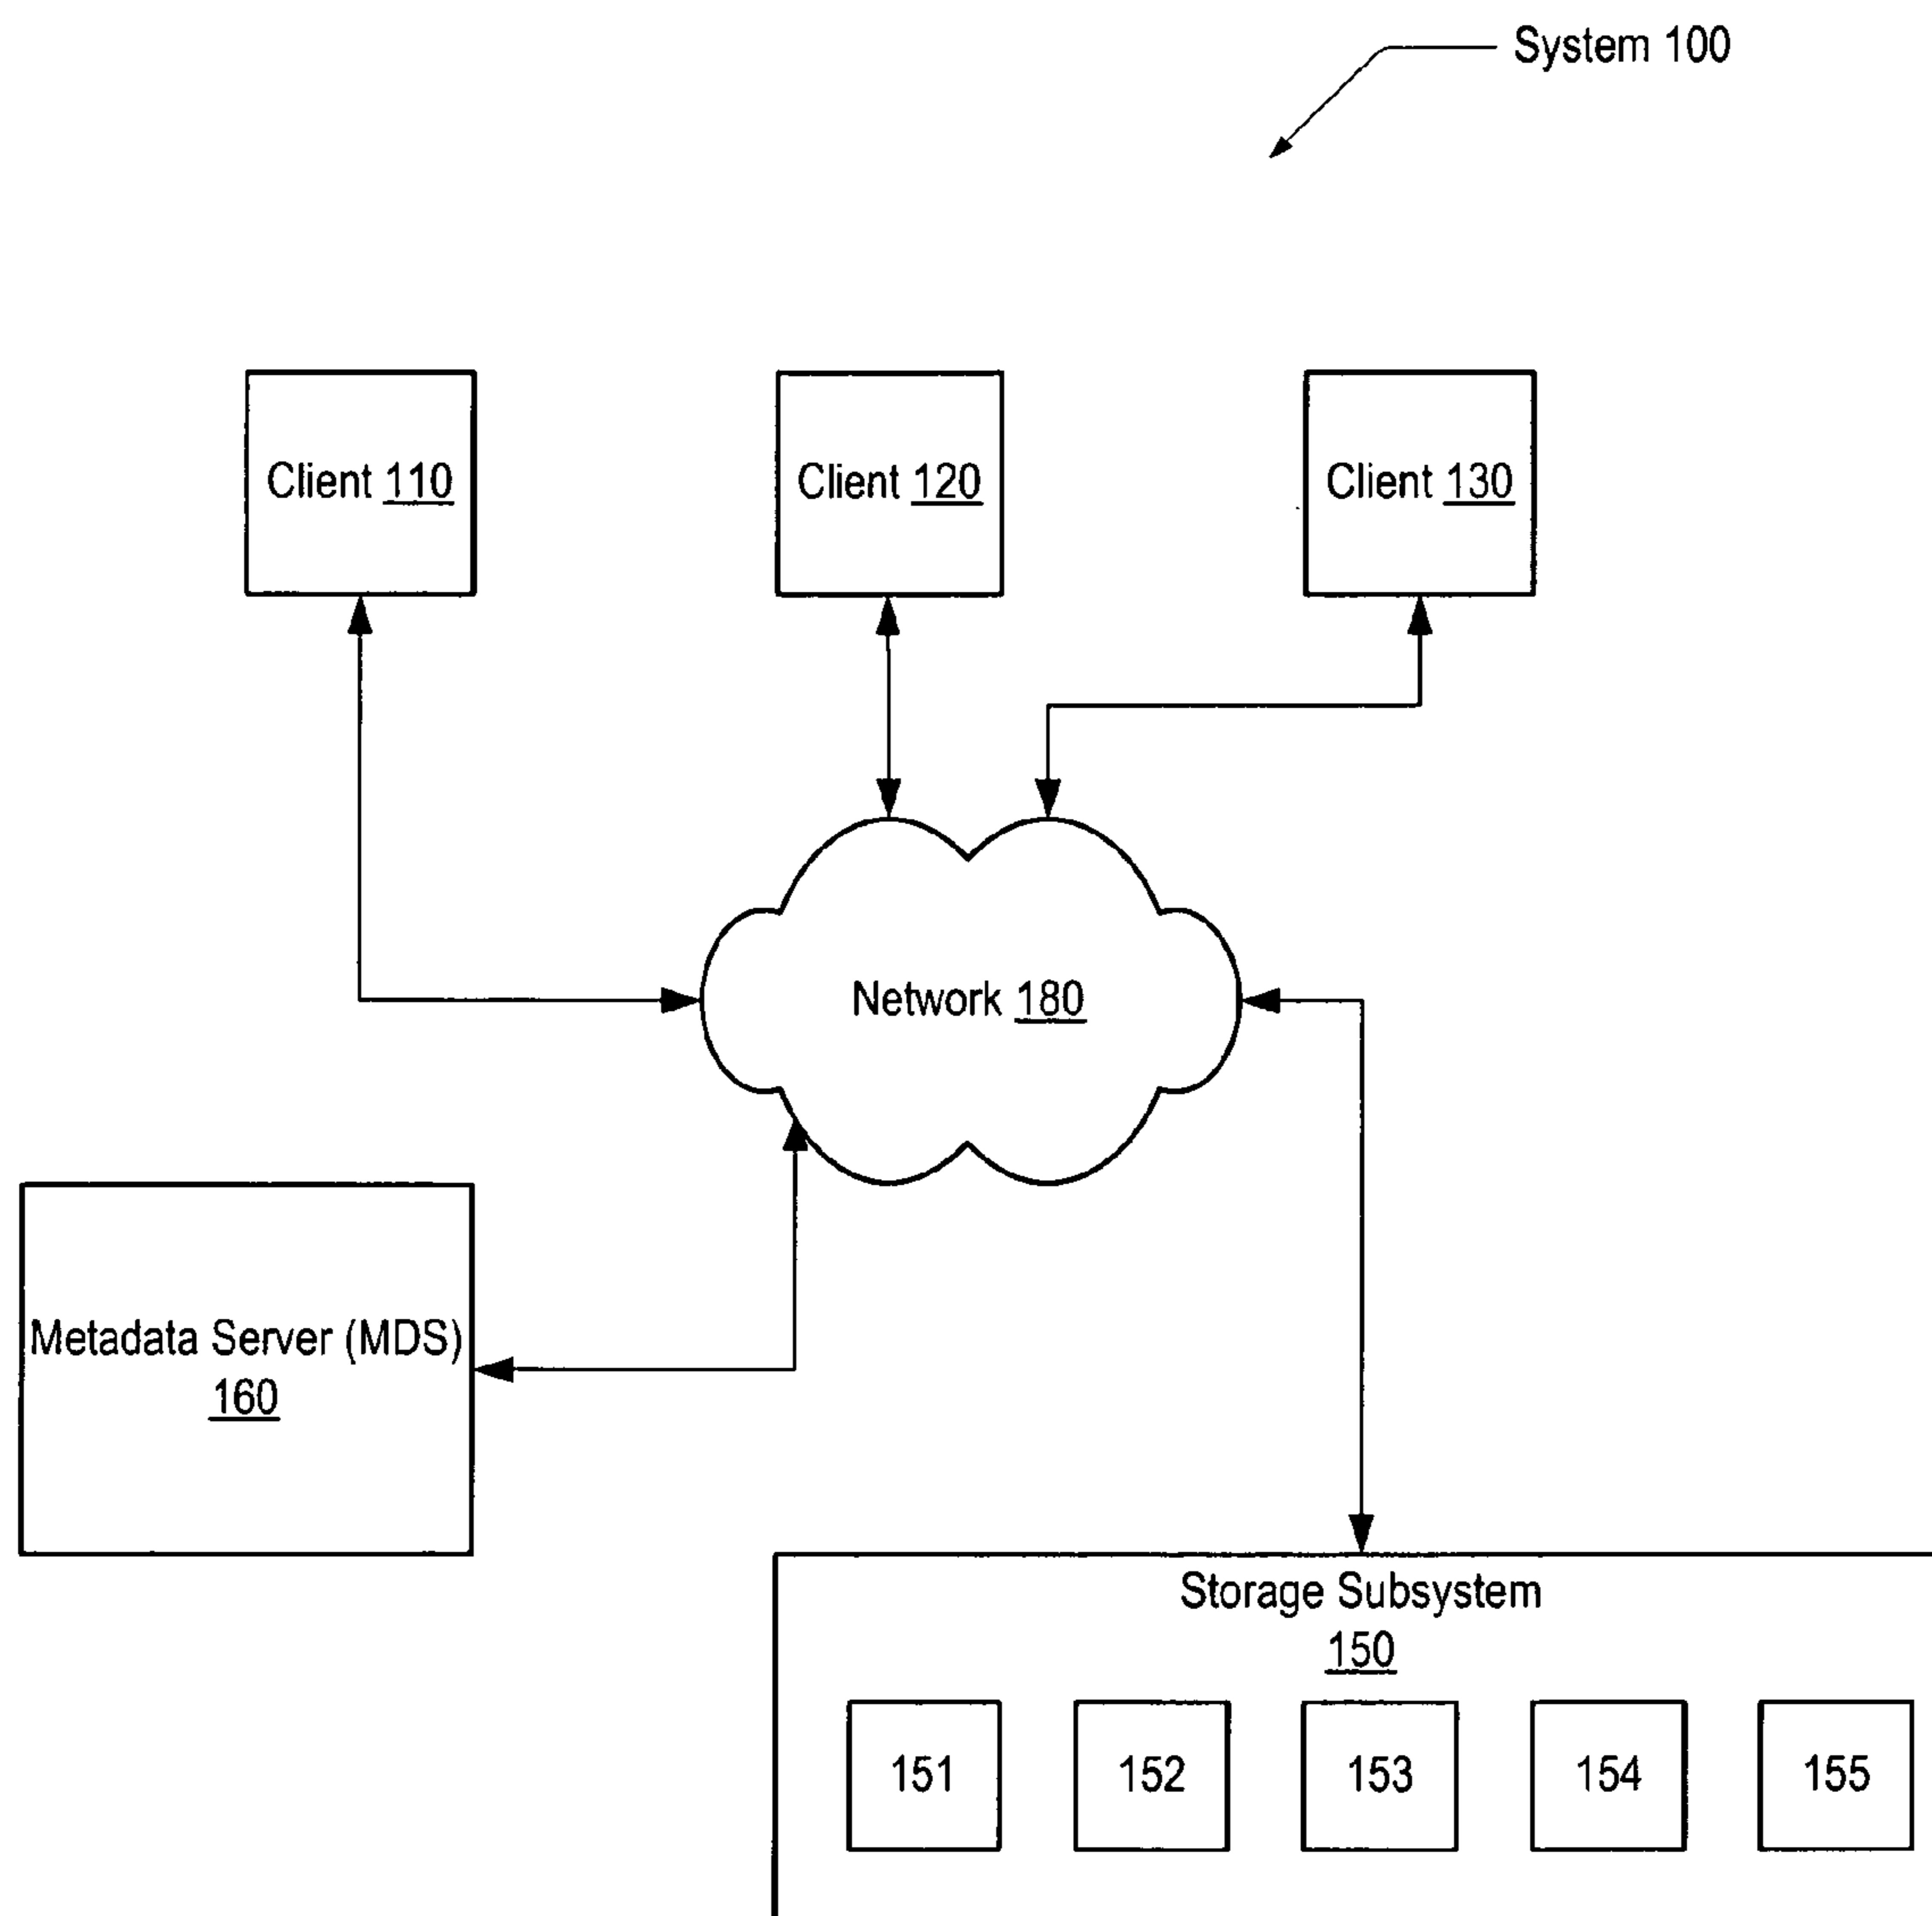 System 100
Client 110
Client 120
Client 130
Network 180
Metadata Server (MDS)
160
Storage Subsystem
150
151
152
153
154
155